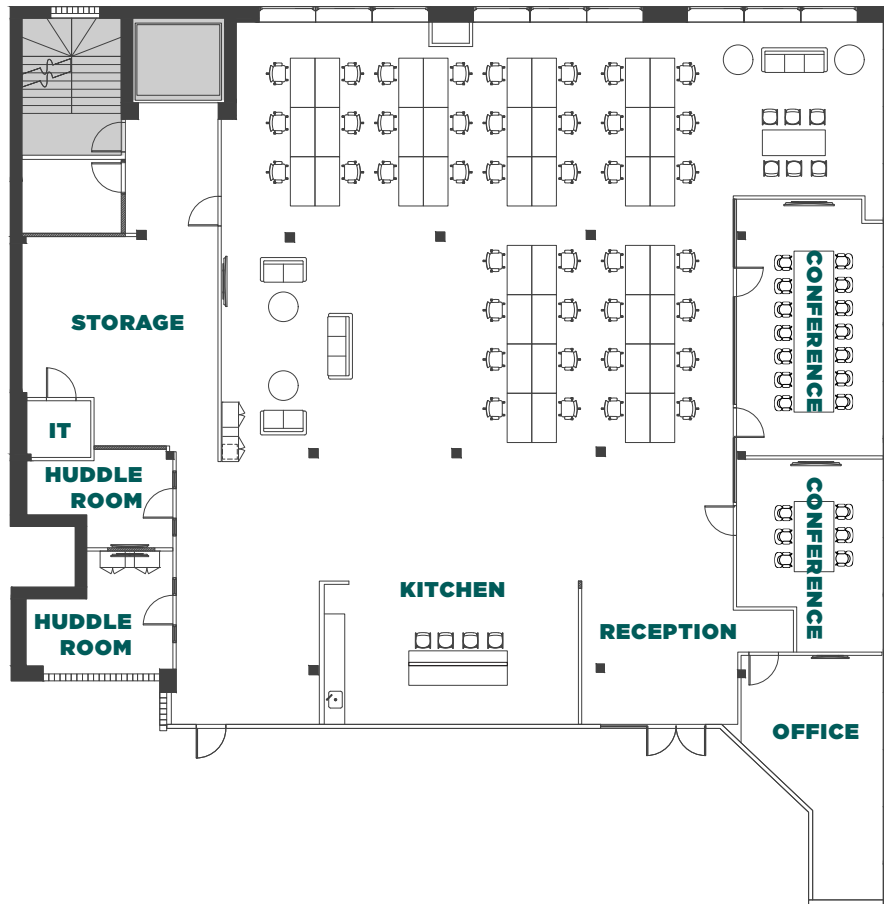 CONFERENCE
STORAGE
IT
HUDDLE
ROOM
CONFERENCE
KITCHEN
HUDDLE
ROOM
RECEPTION
OFFICE